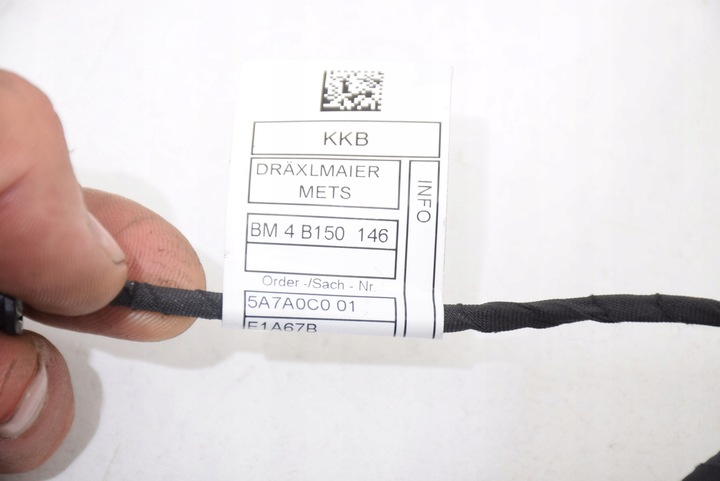 KKB
DRÄXLMAIER
METS
INFO
BM 4 B150 146
Order -/Sach - Nr.
5A7A0C0 01
E1A67B